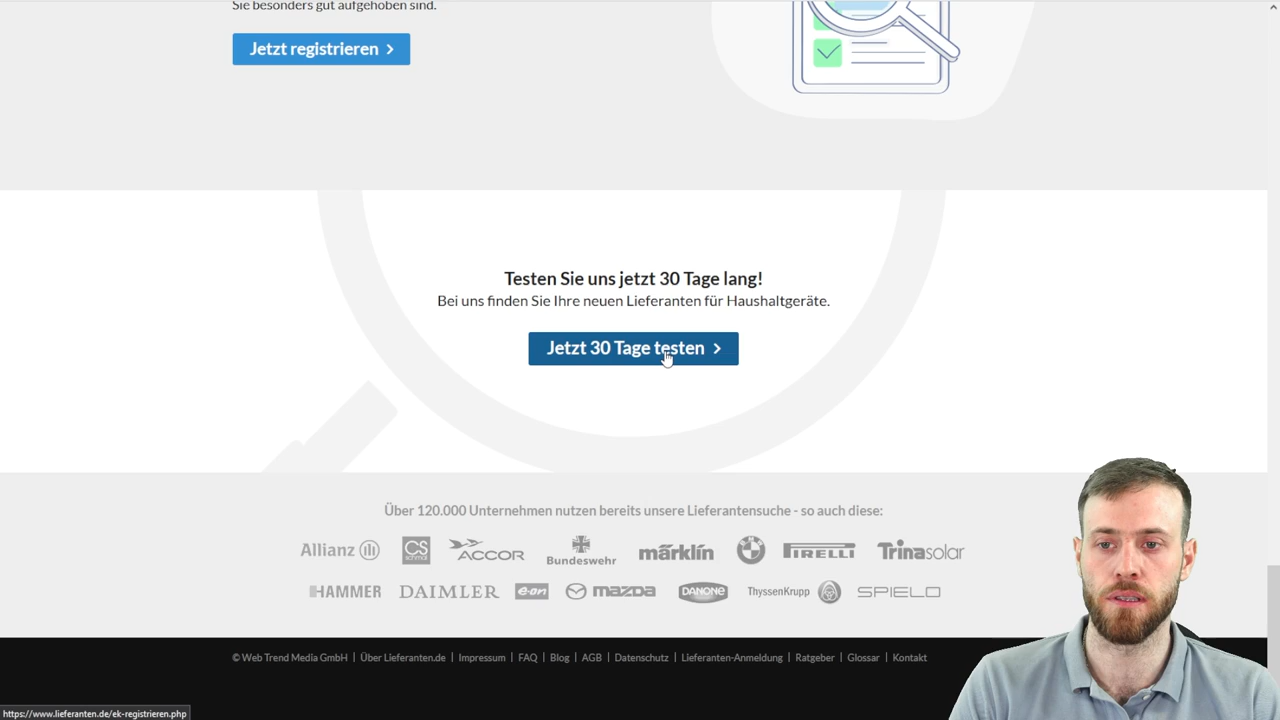 Sie besonders gut aufgehoben sind.
Jetzt registrieren
Testen Sie uns jetzt 30 Tage lang!
Bei uns finden Sie Ihre neuen Lieferanten für Haushaltgeräte.
Jetzt 30 Tage testen
Über 120.000 Unternehmen nutzen bereits unsere Lieferantensuche - so auch diese:
Allianz CS schmal ACCOR Bundeswehr märklin BMW PIRELLI Trinasolar
HAMMER DAIMLER e·on mazda DANONE ThyssenKrupp SPIELO
© Web Trend Media GmbH | Über Lieferanten.de | Impressum | FAQ | Blog | AGB | Datenschutz | Lieferanten-Anmeldung | Ratgeber | Glossar | Kontakt
https://www.lieferanten.de/ek-registrieren.php